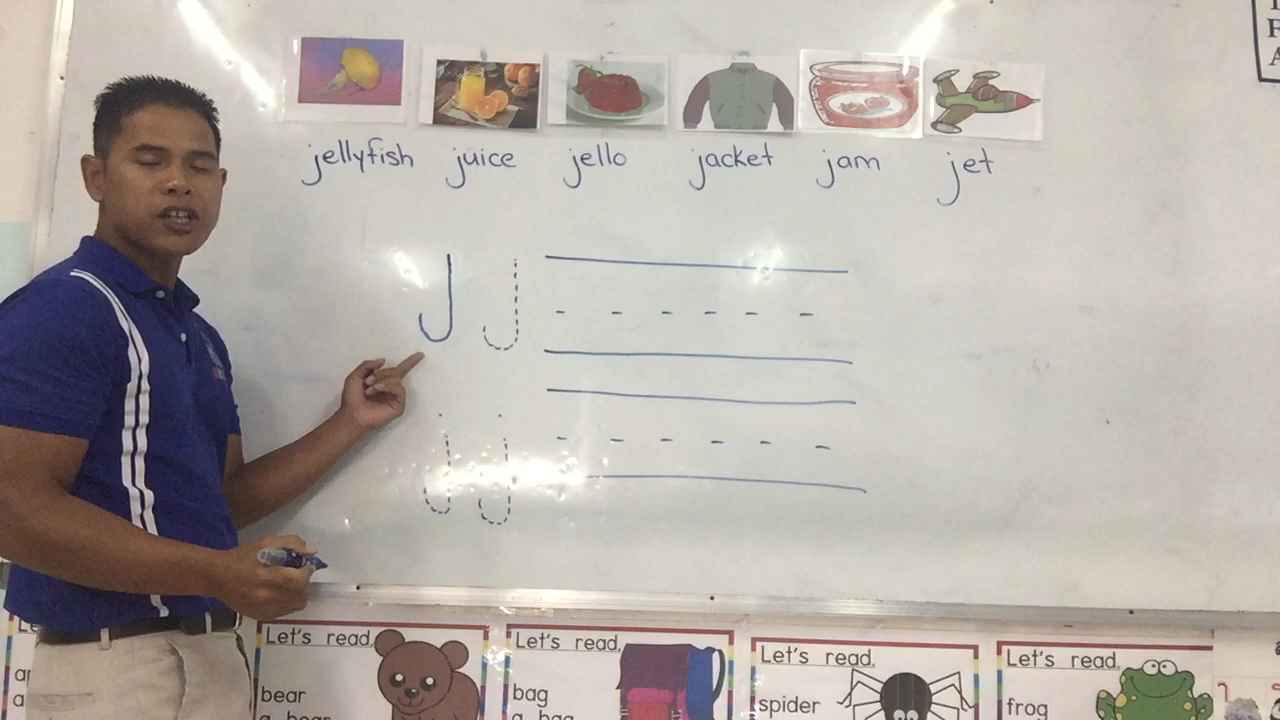 jellyfish juice jello jacket jam jet
J J
j j
Let's read.
bear
a bear
Let's read.
bag
a bag
Let's read.
spider
Let's read.
frog